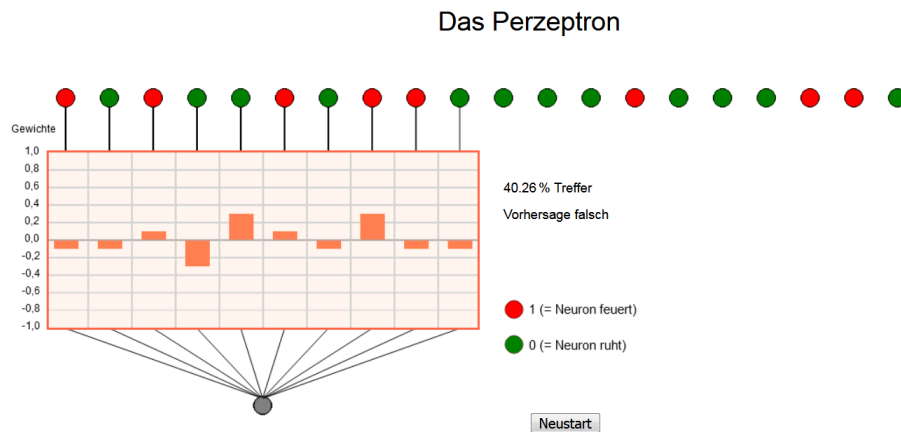 Das Perzeptron
Gewichte
1,0
0,8
0,6
0,4
0,2
0,0
-0,2
-0,4
-0,6
-0,8
-1,0
40.26 % Treffer
Vorhersage falsch
1 (= Neuron feuert)
0 (= Neuron ruht)
Neustart